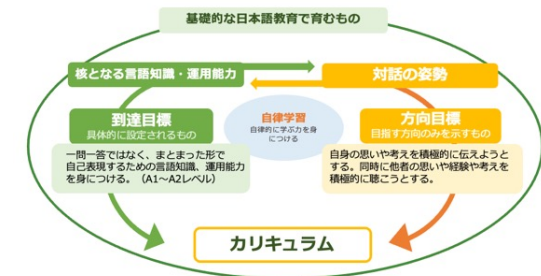 基礎的な日本語教育で育むもの
核となる言語知識・運用能力
対話の姿勢
到達目標
具体的に設定されるもの
自律学習
自律的に学ぶ力を身
につける
方向目標
目指す方向のみを示すもの
一問一答ではなく、まとまった形で
自己表現するための言語知識、運用能力
を身につける。（A1～A2レベル）
自身の思いや考えを積極的に伝えようと
する。同時に他者の思いや経験や考えを
積極的に聴こうとする。
カリキュラム